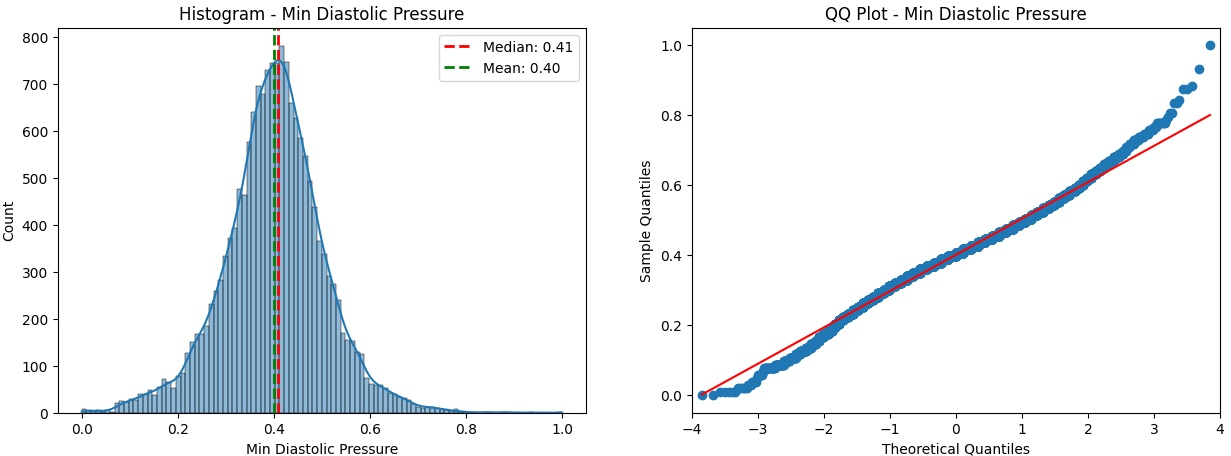 Histogram - Min Diastolic Pressure
Median: 0.41
Mean: 0.40
800
700
600
500
400
300
200
100
0
Count
0.0 0.2 0.4 0.6 0.8 1.0
Min Diastolic Pressure
QQ Plot - Min Diastolic Pressure
1.0
0.8
0.6
0.4
0.2
0.0
Sample Quantiles
−4 −3 −2 −1 0 1 2 3 4
Theoretical Quantiles